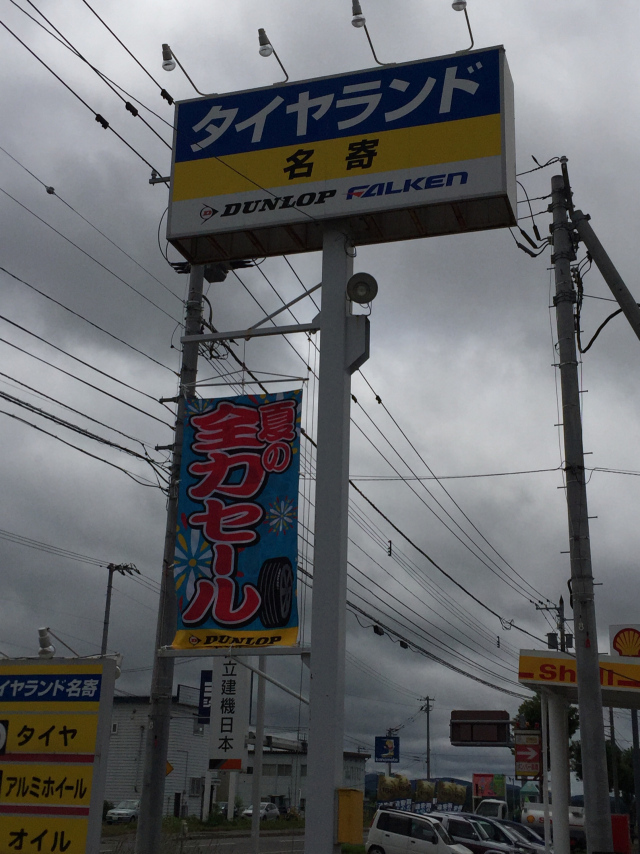 タイヤランド
名寄
DUNLOP FALKEN
夏の
全力セール
DUNLOP
タイヤランド名寄
タイヤ
アルミホイール
オイル
立建機日本
Shell